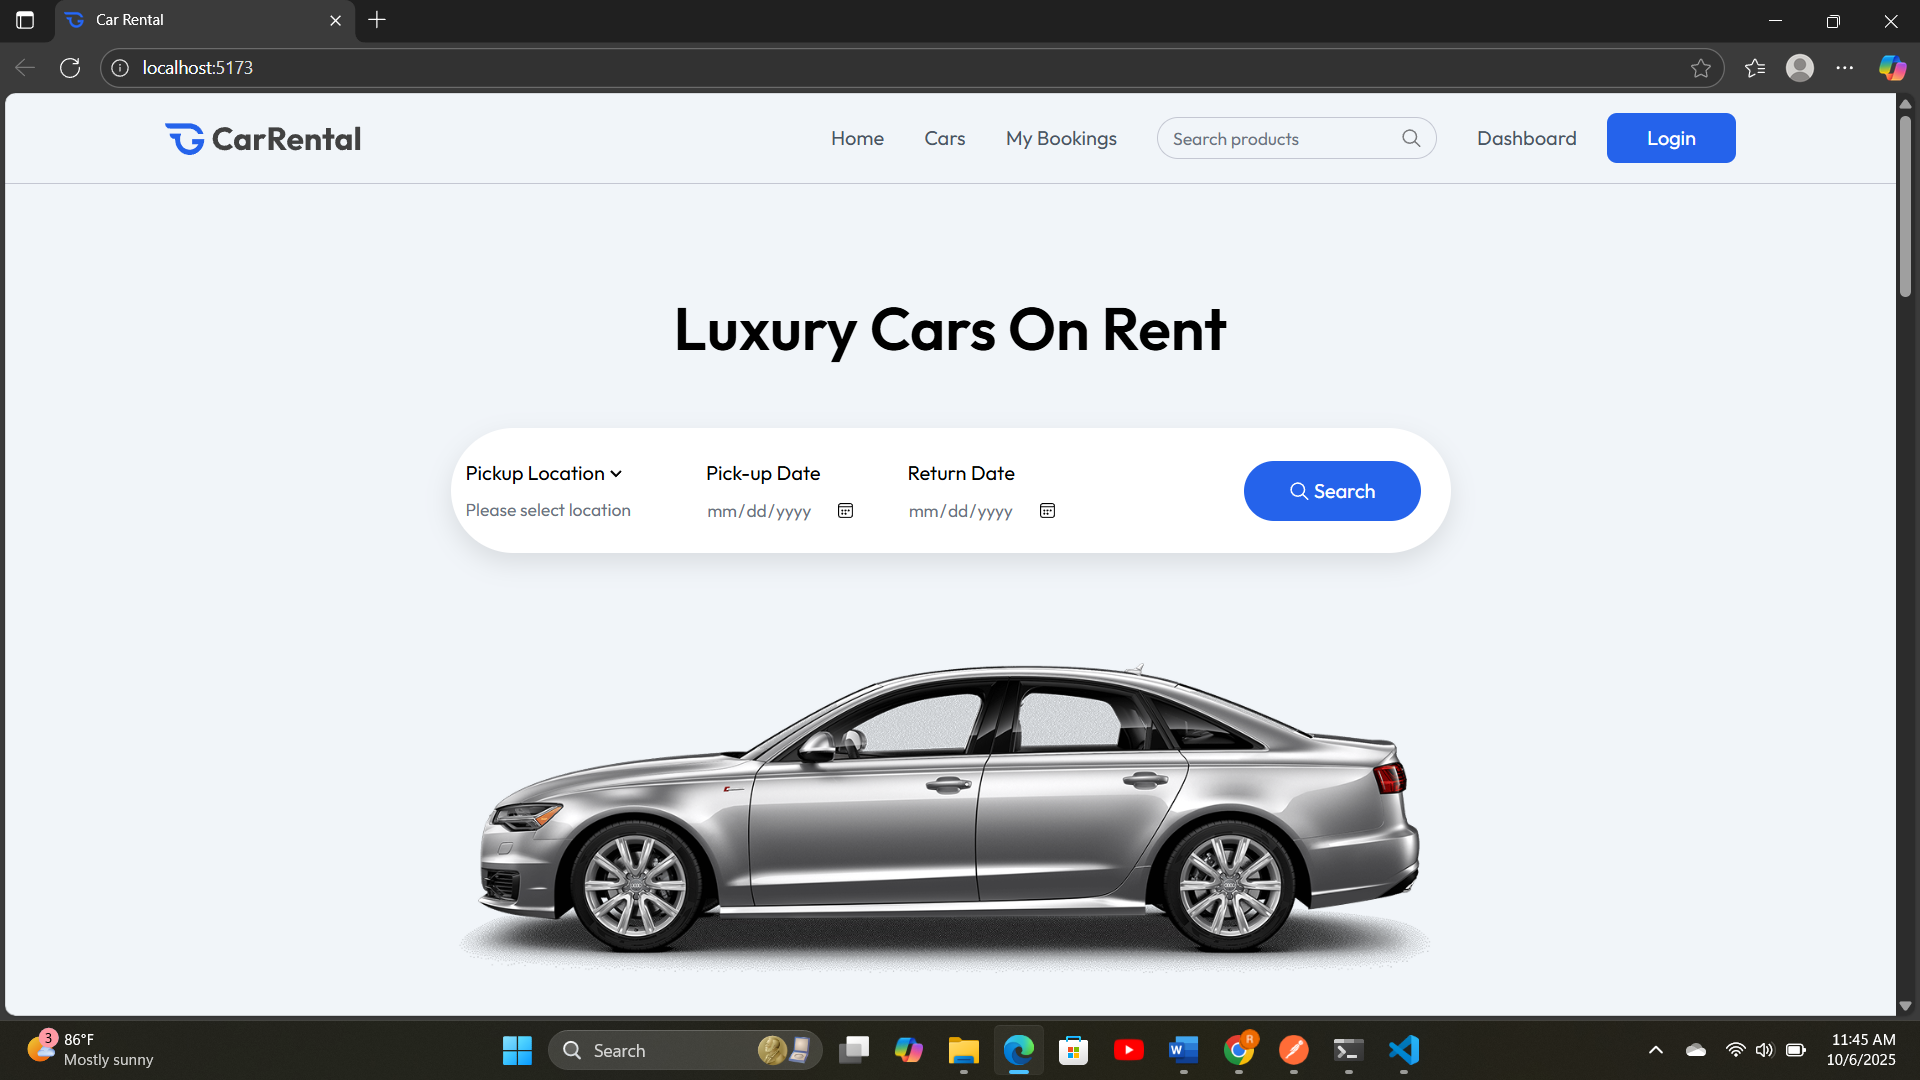 Car Rental
localhost:5173
CarRental
Home
Cars
My Bookings
Search products
Dashboard
Login
Luxury Cars On Rent
Pickup Location
Pick-up Date
Return Date
Please select location
mm/dd/yyyy
mm/dd/yyyy
Search
3
86°F
Mostly sunny
Search
W
R
11:45 AM
10/6/2025